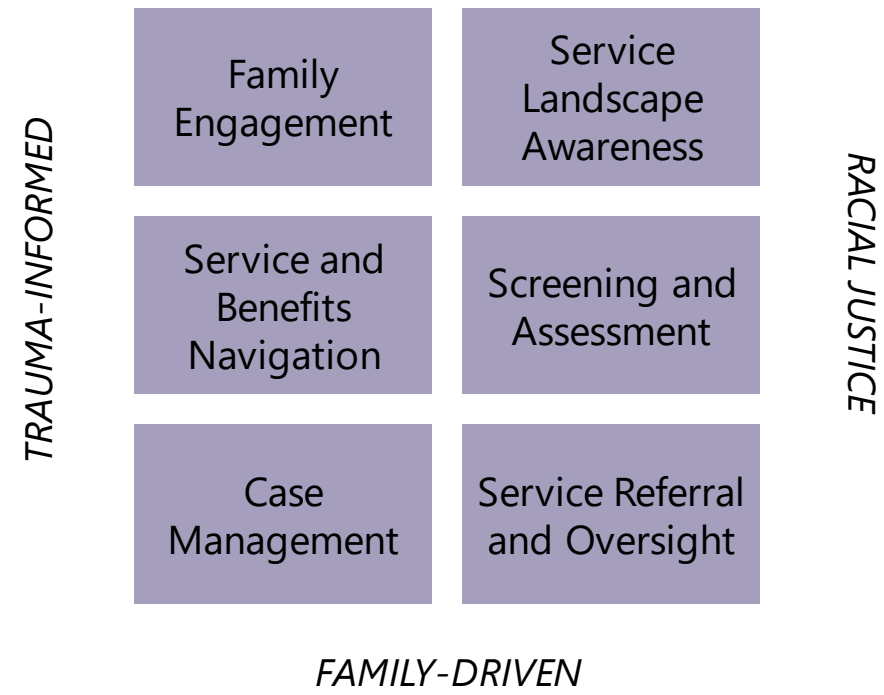 Family
Engagement
Service
Landscape
Awareness
TRAUMA-INFORMED
RACIAL JUSTICE
Service and
Benefits
Navigation
Screening and
Assessment
Case
Management
Service Referral
and Oversight
FAMILY-DRIVEN